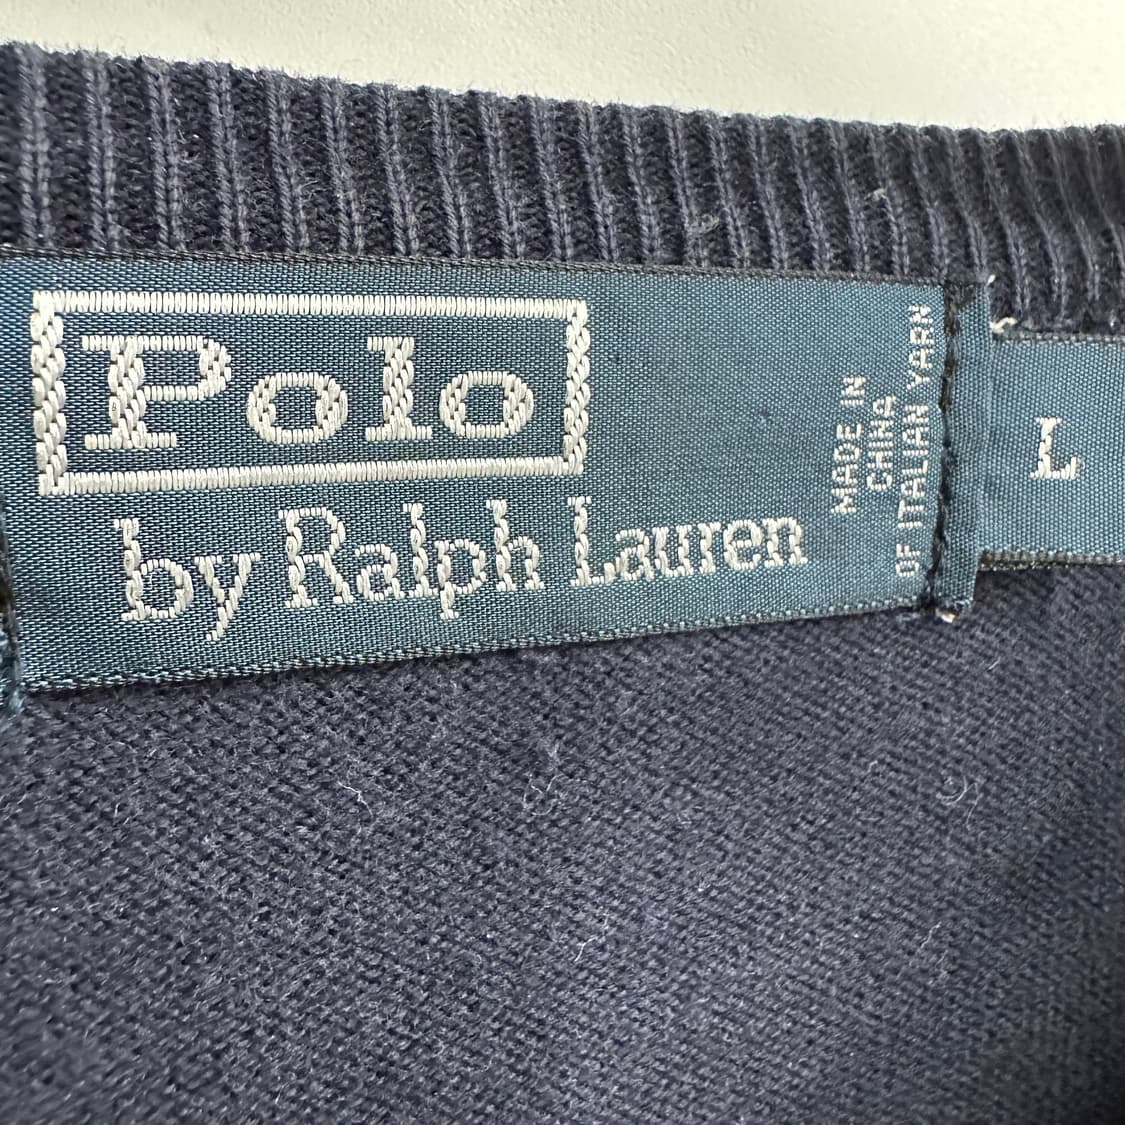 Polo
by Ralph Lauren
MADE IN
CHINA
OF ITALIAN YARN
L